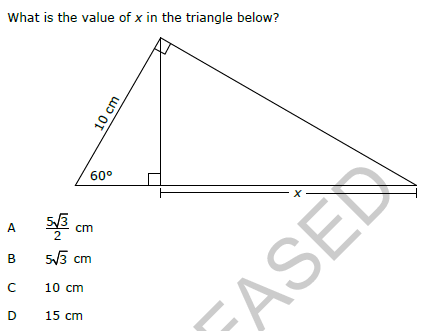 What is the value of x in the triangle below?
10 cm
60°
x
A 5√3/2 cm
B 5√3 cm
C 10 cm
D 15 cm
EASED